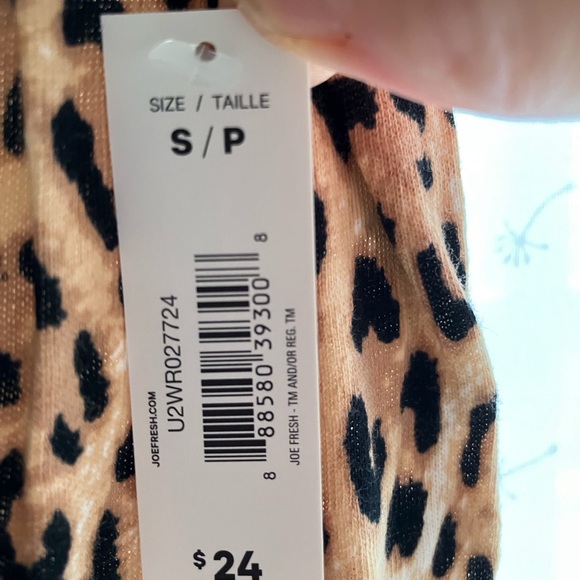 SIZE / TAILLE
S / P
JOEFRESH.COM
U2WR027724
8 88580 39300 8
JOE FRESH - TM AND/OR REG. TM
$24